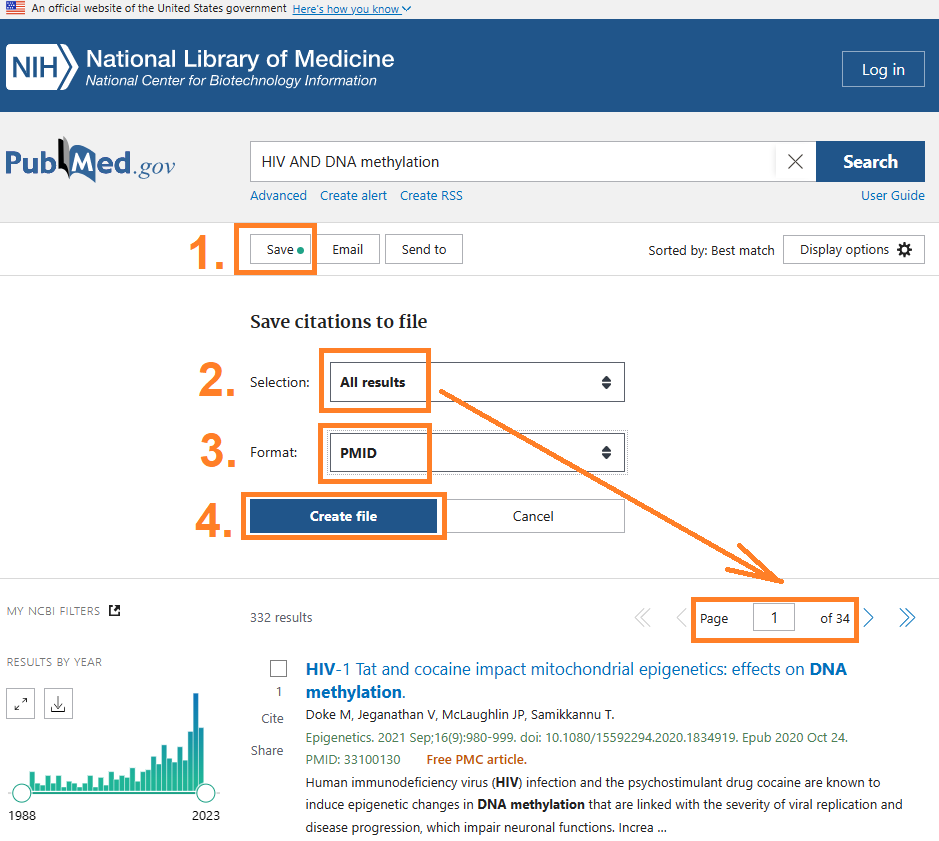 An official website of the United States government Here's how you know
NIH National Library of Medicine
National Center for Biotechnology Information
Log in
PubMed.gov
HIV AND DNA methylation
Search
Advanced Create alert Create RSS
User Guide
1. Save Email Send to
Sorted by: Best match Display options
Save citations to file
2. Selection: All results
3. Format: PMID
4. Create file Cancel
MY NCBI FILTERS
332 results
Page 1 of 34
RESULTS BY YEAR
1988 2023
1
Cite
Share
HIV-1 Tat and cocaine impact mitochondrial epigenetics: effects on DNA
methylation.
Doke M, Jeganathan V, McLaughlin JP, Samikkannu T.
Epigenetics. 2021 Sep;16(9):980-999. doi: 10.1080/15592294.2020.1834919. Epub 2020 Oct 24.
PMID: 33100130 Free PMC article.
Human immunodeficiency virus (HIV) infection and the psychostimulant drug cocaine are known to
induce epigenetic changes in DNA methylation that are linked with the severity of viral replication and
disease progression, which impair neuronal functions. Increa ...